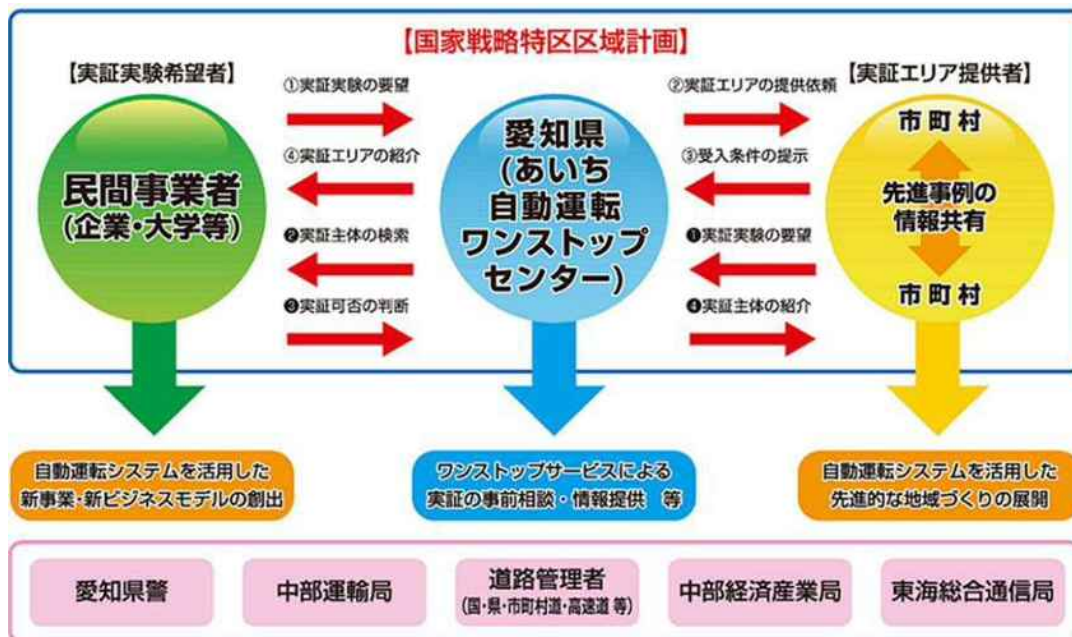 【国家戦略特区区域計画】
【実証実験希望者】
民間事業者
(企業・大学等)
①実証実験の要望
④実証エリアの紹介
❷実証主体の検索
❸実証可否の判断
愛知県
(あいち
自動運転
ワンストップ
センター)
②実証エリアの提供依頼
③受入条件の提示
❶実証実験の要望
❹実証主体の紹介
【実証エリア提供者】
市町村
先進事例の
情報共有
市町村
自動運転システムを活用した
新事業・新ビジネスモデルの創出
ワンストップサービスによる
実証の事前相談・情報提供 等
自動運転システムを活用した
先進的な地域づくりの展開
愛知県警
中部運輸局
道路管理者
(国・県・市町村道・高速道 等)
中部経済産業局
東海総合通信局